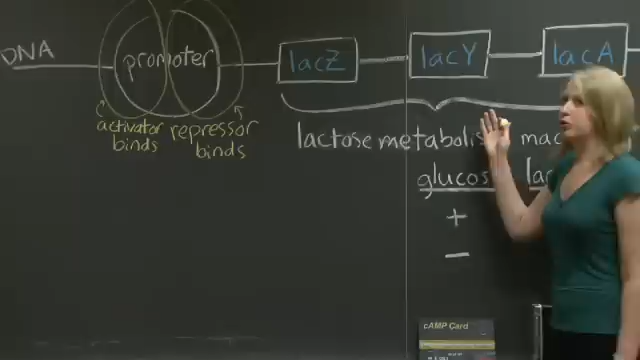 DNA promoter lacZ lacY lacA
activator binds
repressor binds
lactose metabolis
glucos
+
−
cAMP Card